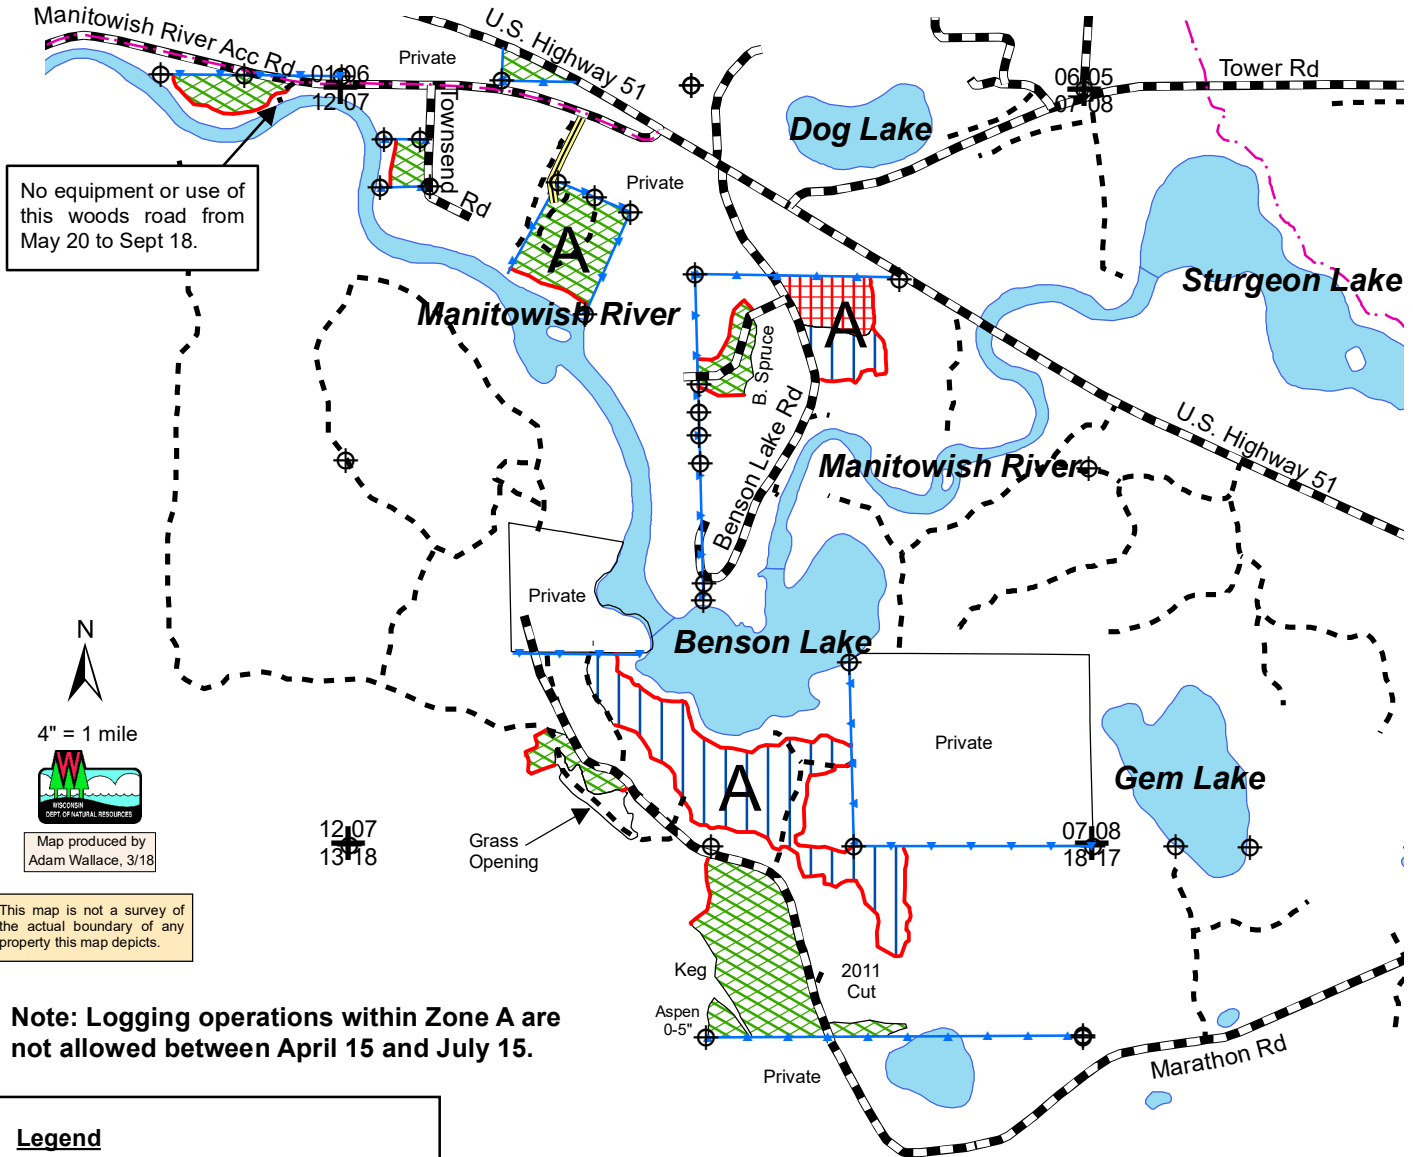 Manitowish River Acc Rd
Private
U.S. Highway 51
01 06
12 07
Townsend
Rd
06 05
07 08
Tower Rd
Dog Lake
Private
No equipment or use of
this woods road from
May 20 to Sept 18.
A
Sturgeon Lake
Manitowish River
A
B. Spruce
Benson Lake Rd
U.S. Highway 51
Manitowish River
Private
N
4" = 1 mile
Benson Lake
Private
Gem Lake
A
WISCONSIN
DEPT. OF NATURAL RESOURCES
Map produced by
Adam Wallace, 3/18
12 07
13 18
Grass
Opening
07 08
18 17
This map is not a survey of
the actual boundary of any
property this map depicts.
Keg
2011
Cut
Aspen
0-5"
Note: Logging operations within Zone A are
not allowed between April 15 and July 15.
Marathon Rd
Private
Legend